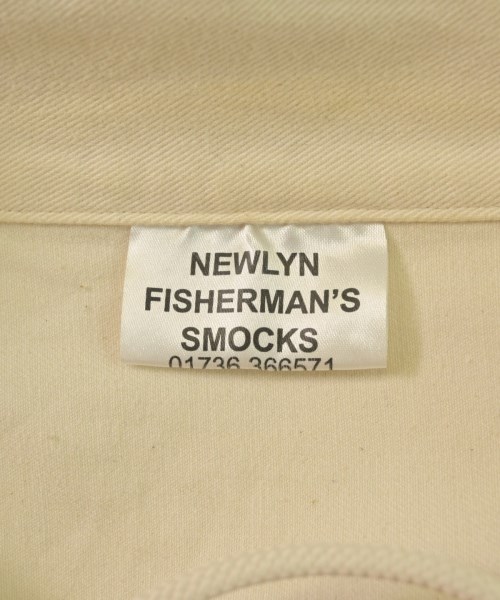 NEWLYN
FISHERMAN'S
SMOCKS
01736 366571